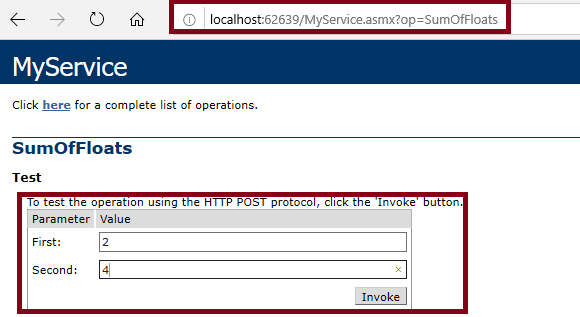 localhost:62639/MyService.asmx?op=SumOfFloats
MyService
Click here for a complete list of operations.
SumOfFloats
Test
To test the operation using the HTTP POST protocol, click the 'Invoke' button.
Parameter Value
First: 2
Second: 4
Invoke